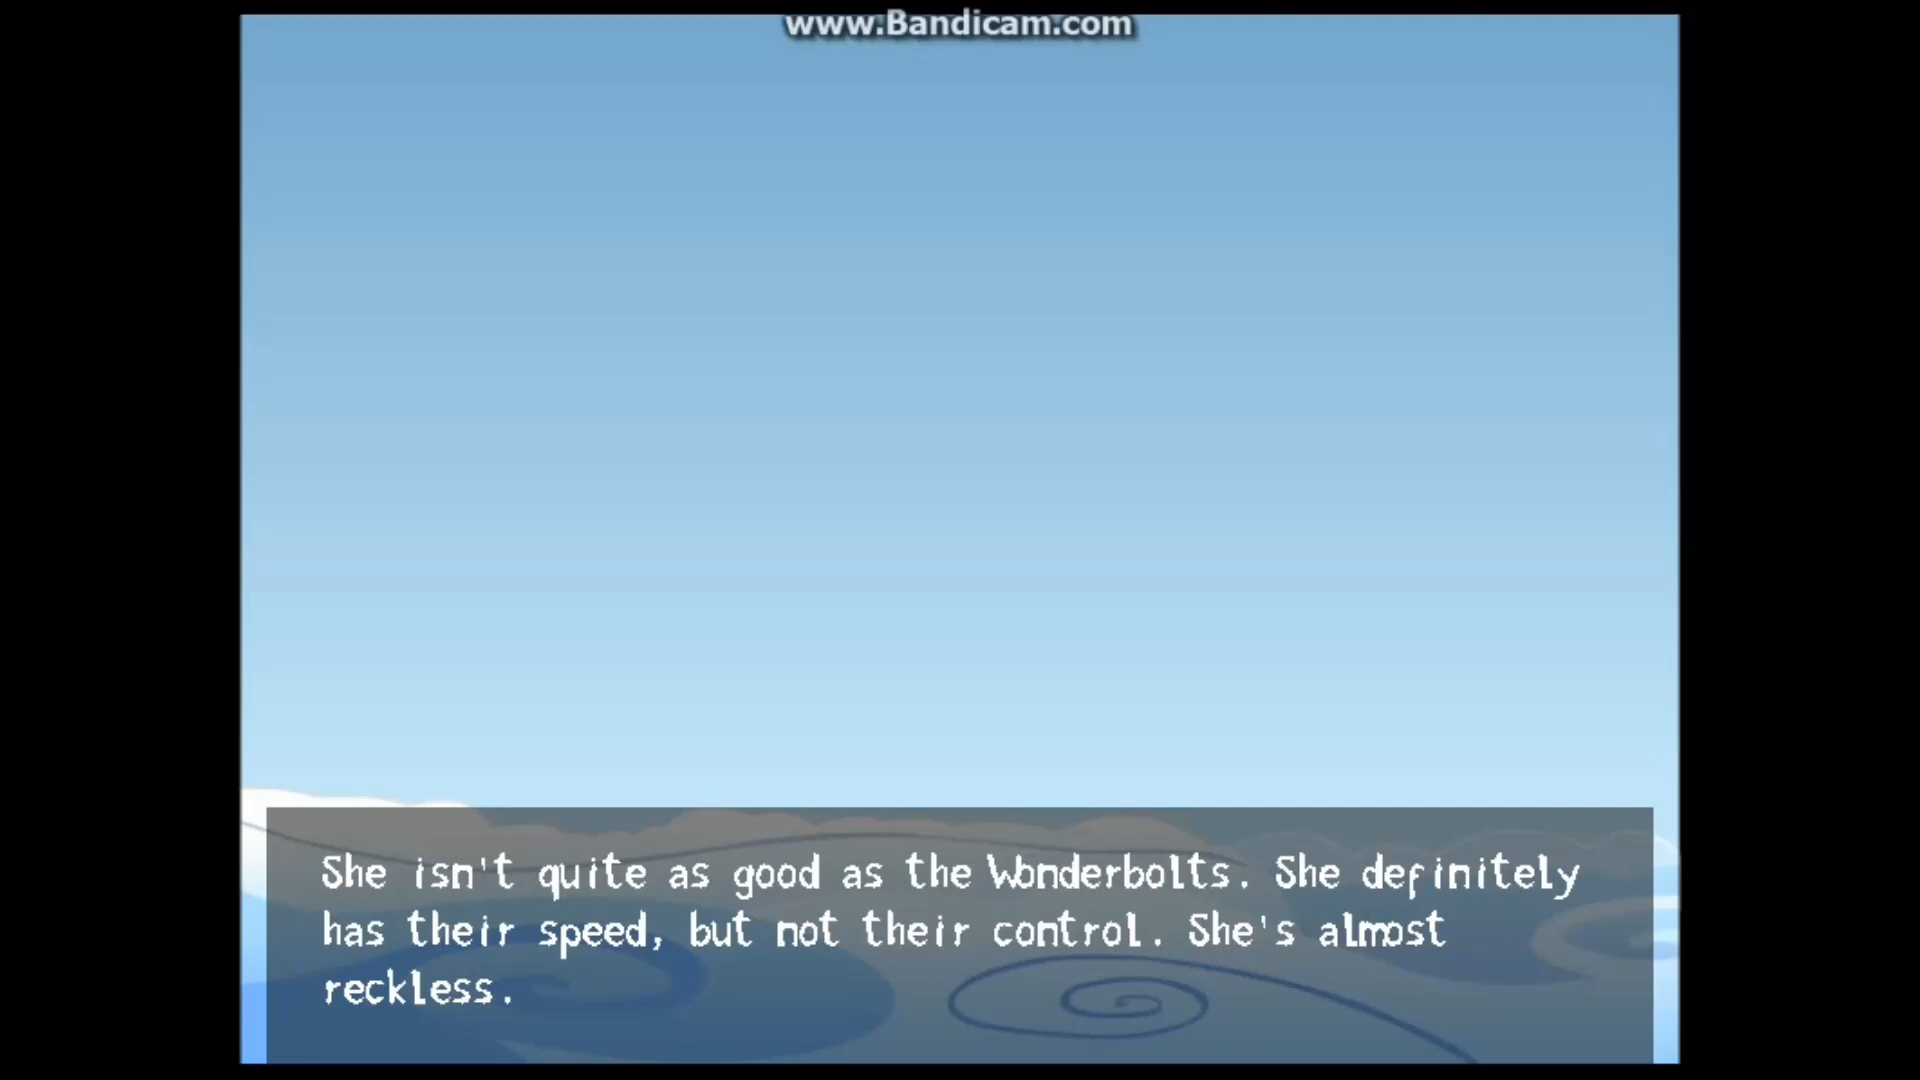 www.Bandicam.com
She isn't quite as good as the Wonderbolts. She definitely
has their speed, but not their control. She's almost
reckless.